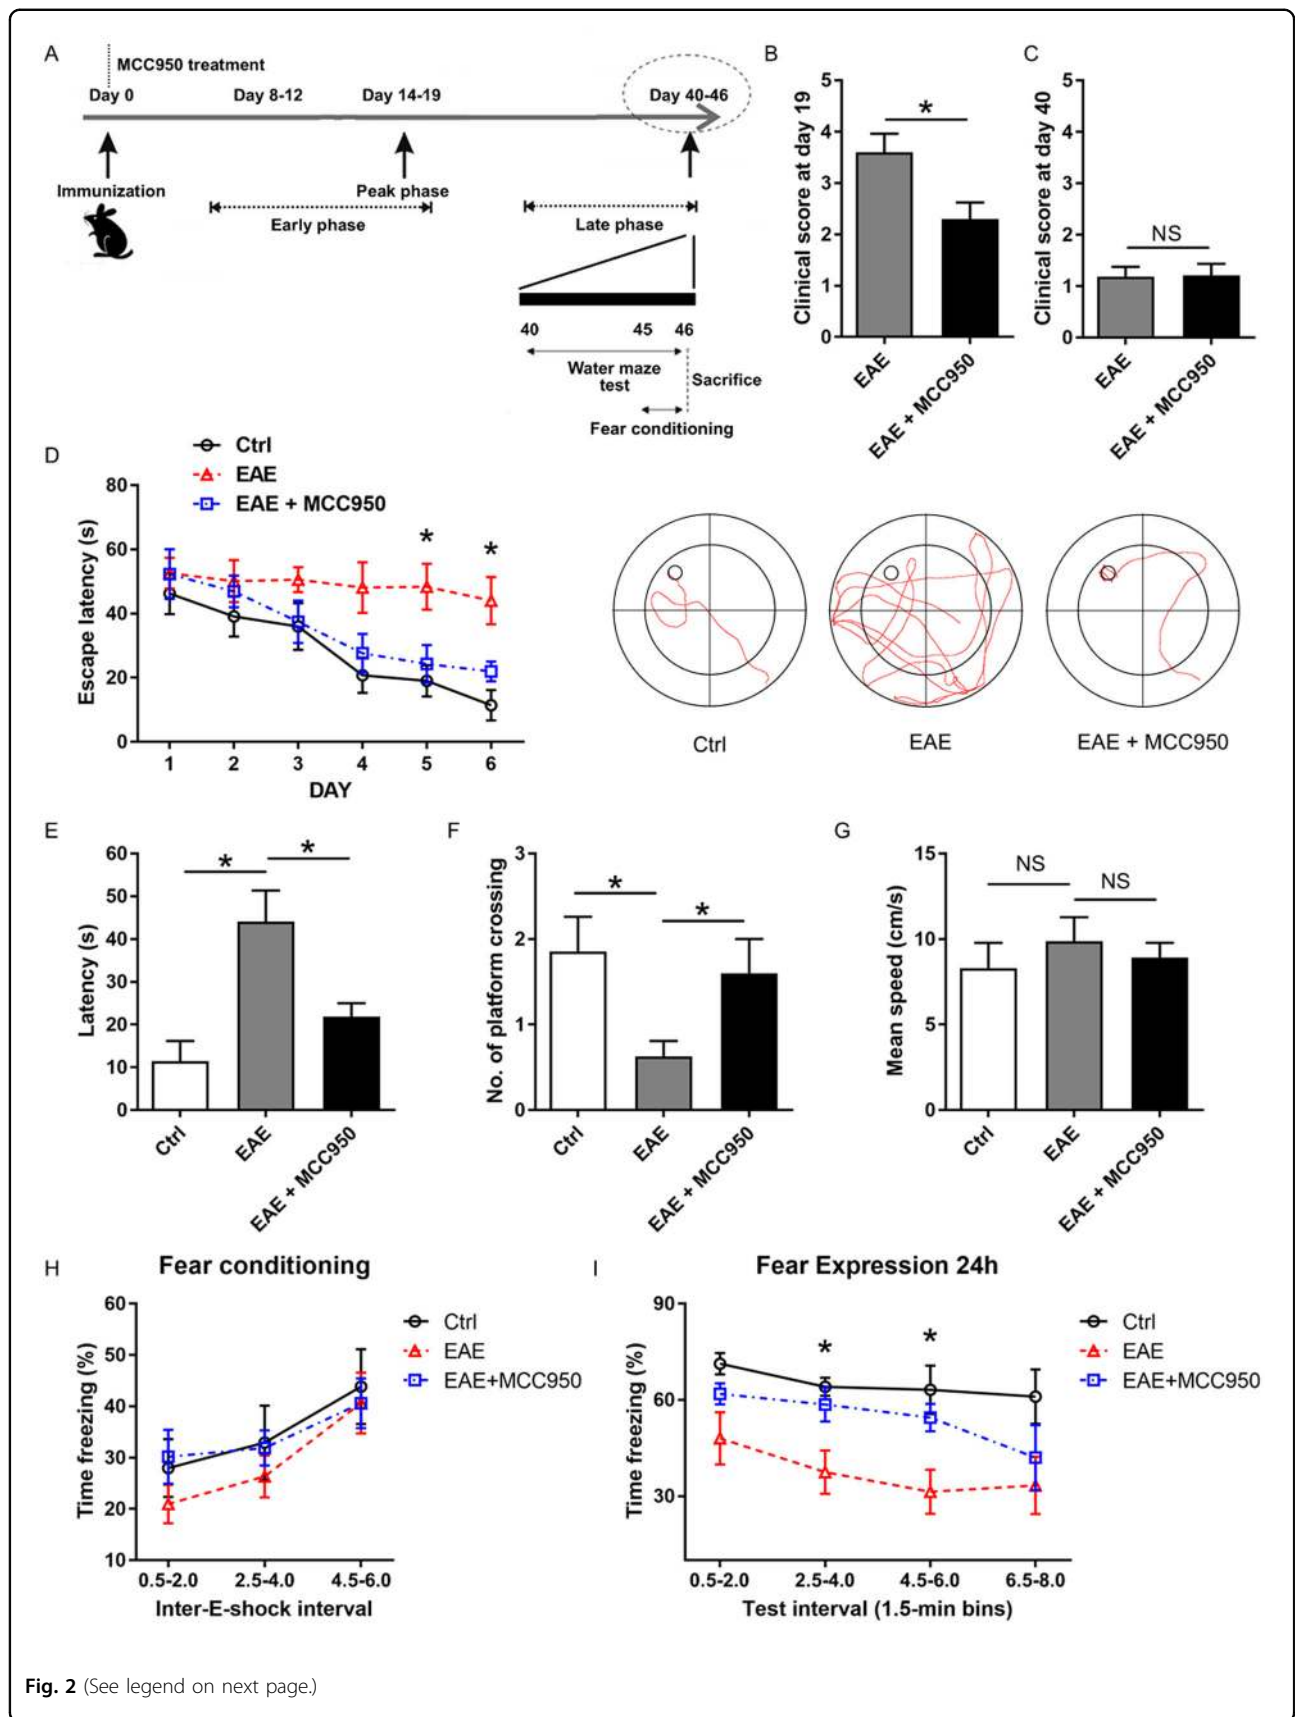 A
MCC950 treatment
Day 0
Day 8-12
Day 14-19
Day 40-46
Immunization
Peak phase
Early phase
Late phase
40
45
46
Water maze
test
Sacrifice
Fear conditioning
B
Clinical score at day 19
5
4
3
2
1
0
*
EAE
EAE + MCC950
C
Clinical score at day 40
5
4
3
2
1
0
NS
EAE
EAE + MCC950
D
Ctrl
EAE
EAE + MCC950
Escape latency (s)
80
60
40
20
0
* *
1 2 3 4 5 6
DAY
Ctrl
EAE
EAE + MCC950
E
Latency (s)
60
50
40
30
20
10
0
* *
Ctrl
EAE
EAE + MCC950
F
No. of platform crossing
3
2
1
0
* *
Ctrl
EAE
EAE + MCC950
G
Mean speed (cm/s)
15
10
5
0
NS
NS
Ctrl
EAE
EAE + MCC950
H
Fear conditioning
Time freezing (%)
60
50
40
30
20
10
Ctrl
EAE
EAE+MCC950
0.5-2.0 2.5-4.0 4.5-6.0
Inter-E-shock interval
I
Fear Expression 24h
Time freezing (%)
90
60
30
* *
Ctrl
EAE
EAE+MCC950
0.5-2.0 2.5-4.0 4.5-6.0 6.5-8.0
Test interval (1.5-min bins)
Fig. 2 (See legend on next page.)